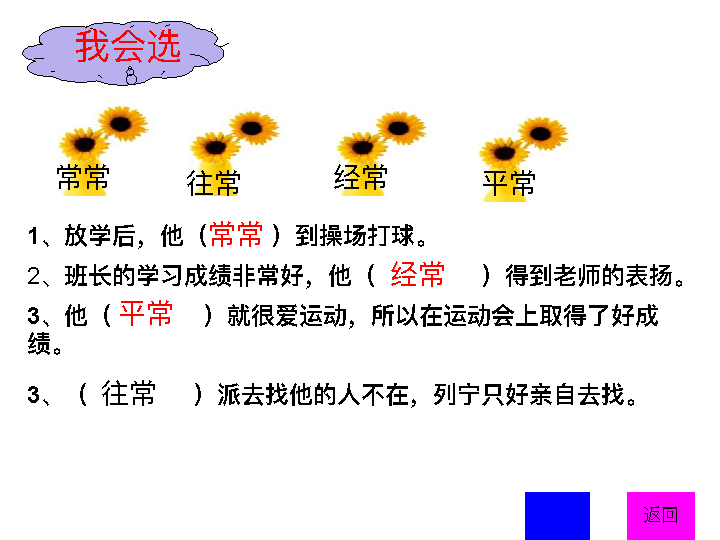 我会选
常常 往常 经常 平常
1、放学后，他（常常 ）到操场打球。
2、班长的学习成绩非常好，他（ 经常 ）得到老师的表扬。
3、他（ 平常 ）就很爱运动，所以在运动会上取得了好成
绩。
3、（ 往常 ）派去找他的人不在，列宁只好亲自去找。
返回